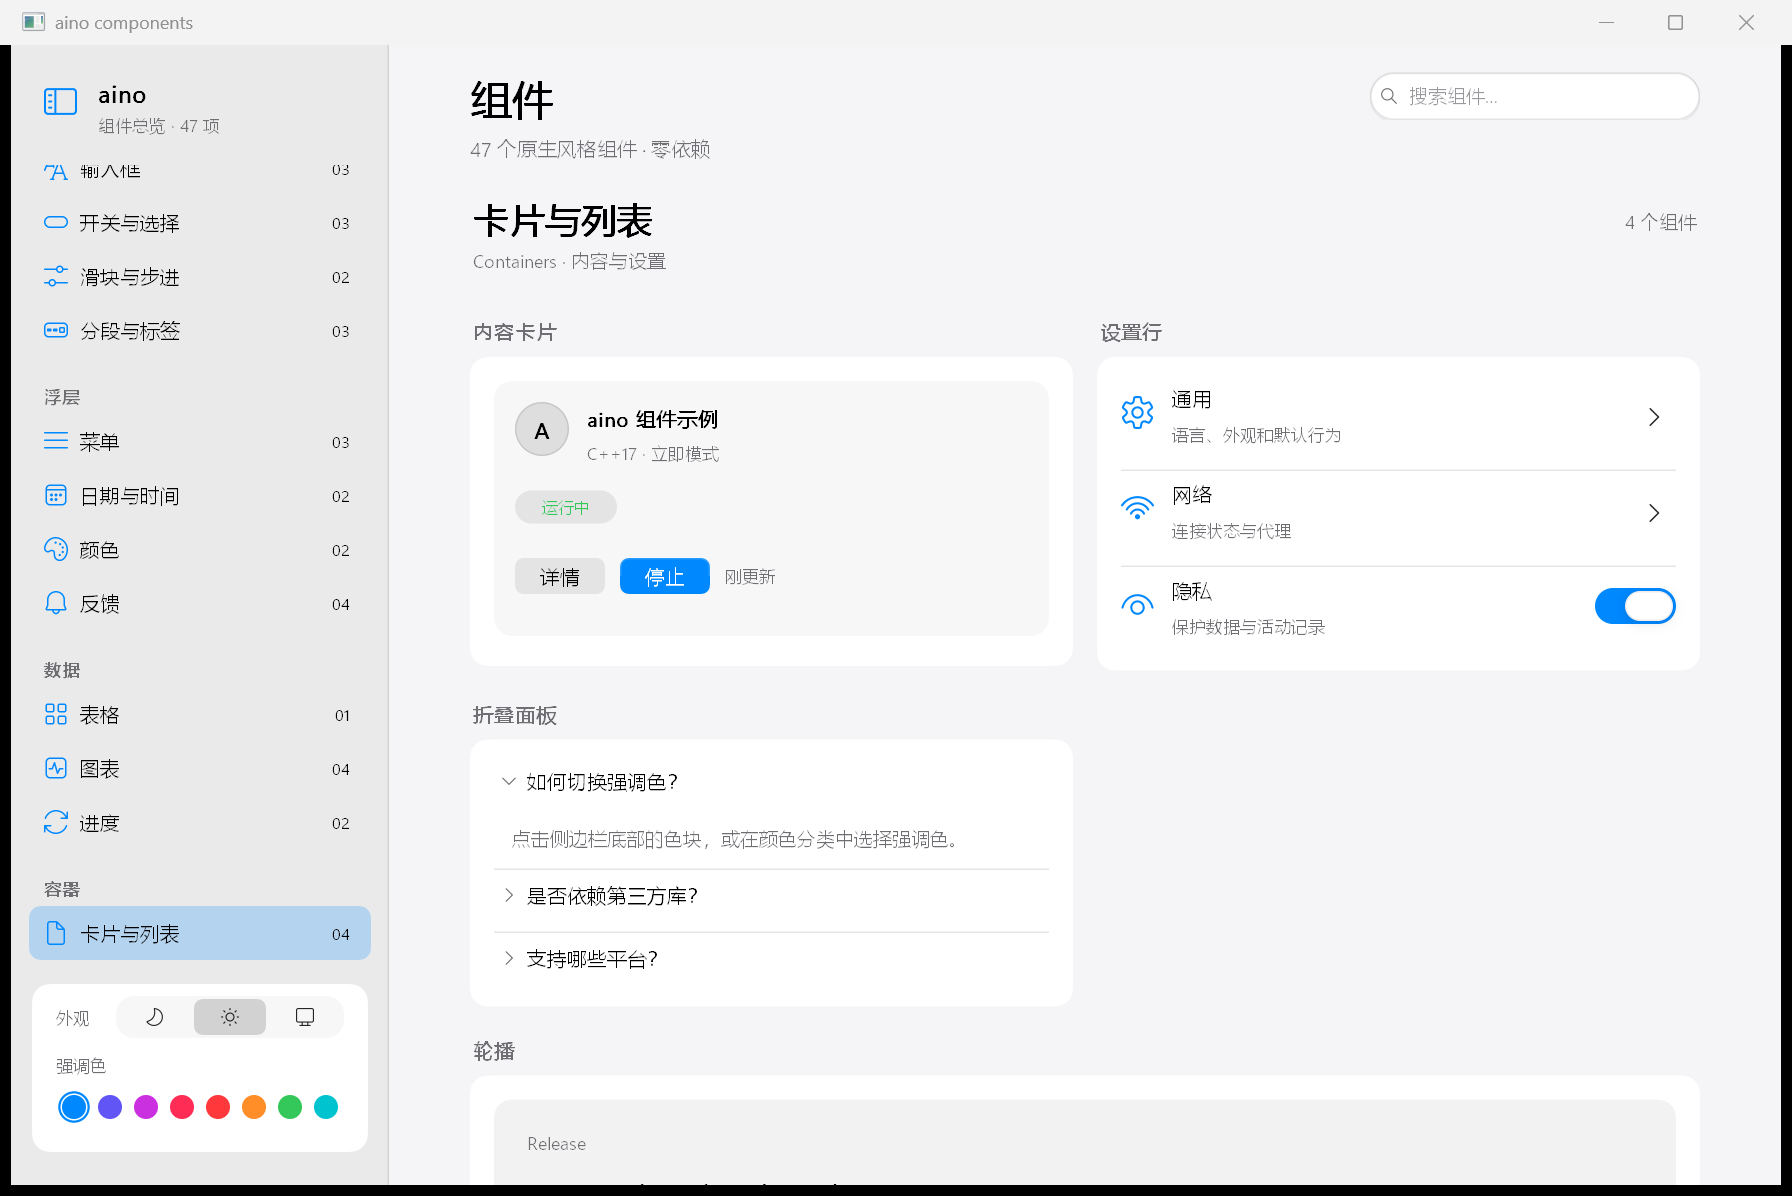 aino components
aino
组件总览 · 47 项
输入框 03
开关与选择 03
滑块与步进 02
分段与标签 03
浮层
菜单 03
日期与时间 02
颜色 02
反馈 04
数据
表格 01
图表 04
进度 02
容器
卡片与列表 04
外观
强调色
组件
搜索组件...
47 个原生风格组件 · 零依赖
卡片与列表
4 个组件
Containers · 内容与设置
内容卡片
A
aino 组件示例
C++17 · 立即模式
运行中
详情 停止 刚更新
设置行
通用
语言、外观和默认行为
网络
连接状态与代理
隐私
保护数据与活动记录
折叠面板
如何切换强调色？
点击侧边栏底部的色块，或在颜色分类中选择强调色。
是否依赖第三方库？
支持哪些平台？
轮播
Release